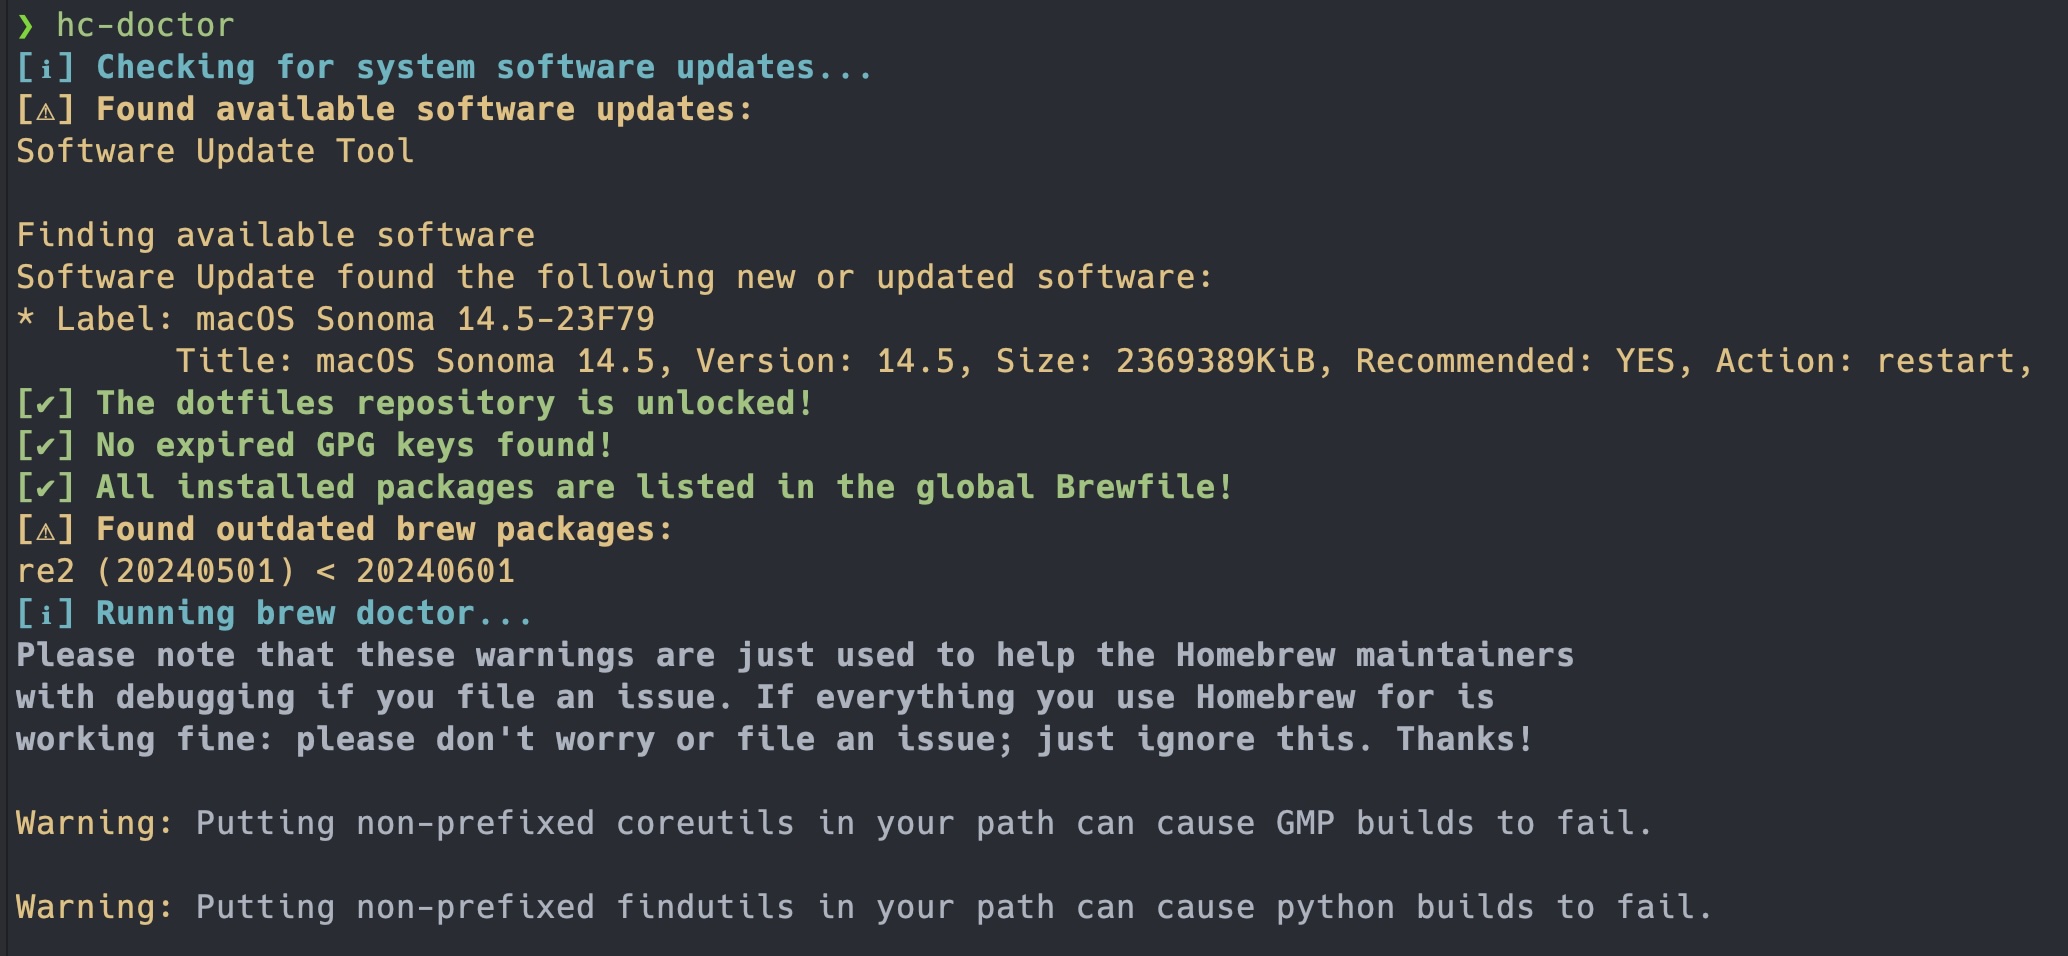 ❯ hc-doctor
[ℹ] Checking for system software updates...
[⚠] Found available software updates:
Software Update Tool

Finding available software
Software Update found the following new or updated software:
* Label: macOS Sonoma 14.5-23F79
        Title: macOS Sonoma 14.5, Version: 14.5, Size: 2369389KiB, Recommended: YES, Action: restart,
[✔] The dotfiles repository is unlocked!
[✔] No expired GPG keys found!
[✔] All installed packages are listed in the global Brewfile!
[⚠] Found outdated brew packages:
re2 (20240501) < 20240601
[ℹ] Running brew doctor...
Please note that these warnings are just used to help the Homebrew maintainers
with debugging if you file an issue. If everything you use Homebrew for is
working fine: please don't worry or file an issue; just ignore this. Thanks!

Warning: Putting non-prefixed coreutils in your path can cause GMP builds to fail.

Warning: Putting non-prefixed findutils in your path can cause python builds to fail.